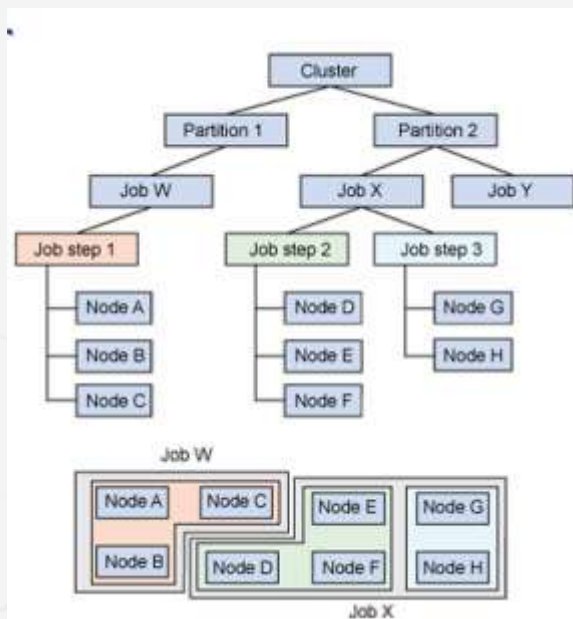 Cluster
Partition 1 Partition 2
Job W Job X Job Y
Job step 1 Job step 2 Job step 3
Node A Node D Node G
Node B Node E Node H
Node C Node F
Job W
Node A Node C Node E Node G
Node B Node D Node F Node H
Job X